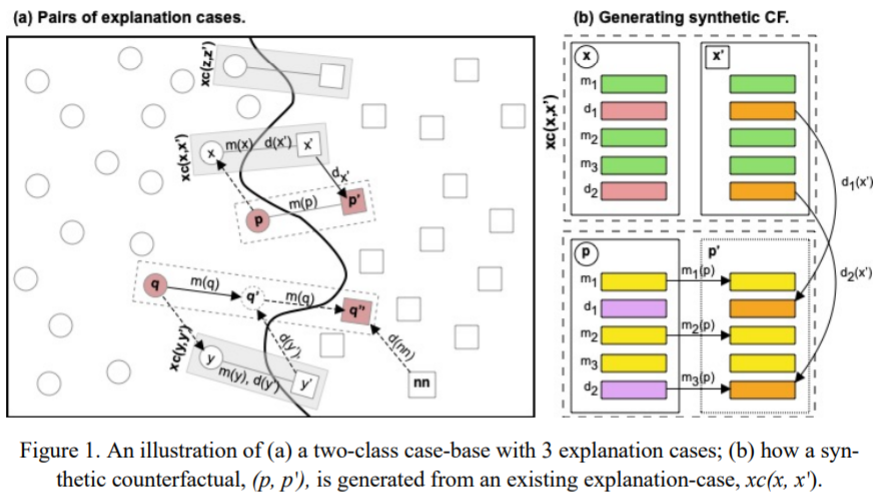 (a) Pairs of explanation cases.
xc(z,z')
xc(x,x')
x
m(x)
d(x')
x'
dx'
p
m(p)
p'
q
m(q)
q'
m(q)
q''
xc(y,y')
y
m(y), d(y')
y'
d(y')
d(nn)
nn
(b) Generating synthetic CF.
xc(x,x')
x
x'
m1
d1
m2
m3
d2
d1(x')
d2(x')
p
p'
m1
d1
m2
m3
d2
m1(p)
m2(p)
m3(p)
Figure 1. An illustration of (a) a two-class case-base with 3 explanation cases; (b) how a syn-
thetic counterfactual, (p, p'), is generated from an existing explanation-case, xc(x, x').